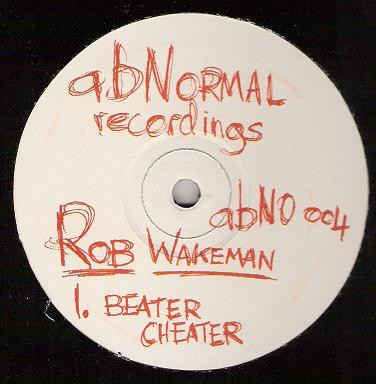 abNORMAL
recordings
abNO 004
ROB WAKEMAN
1. BEATER
CHEATER